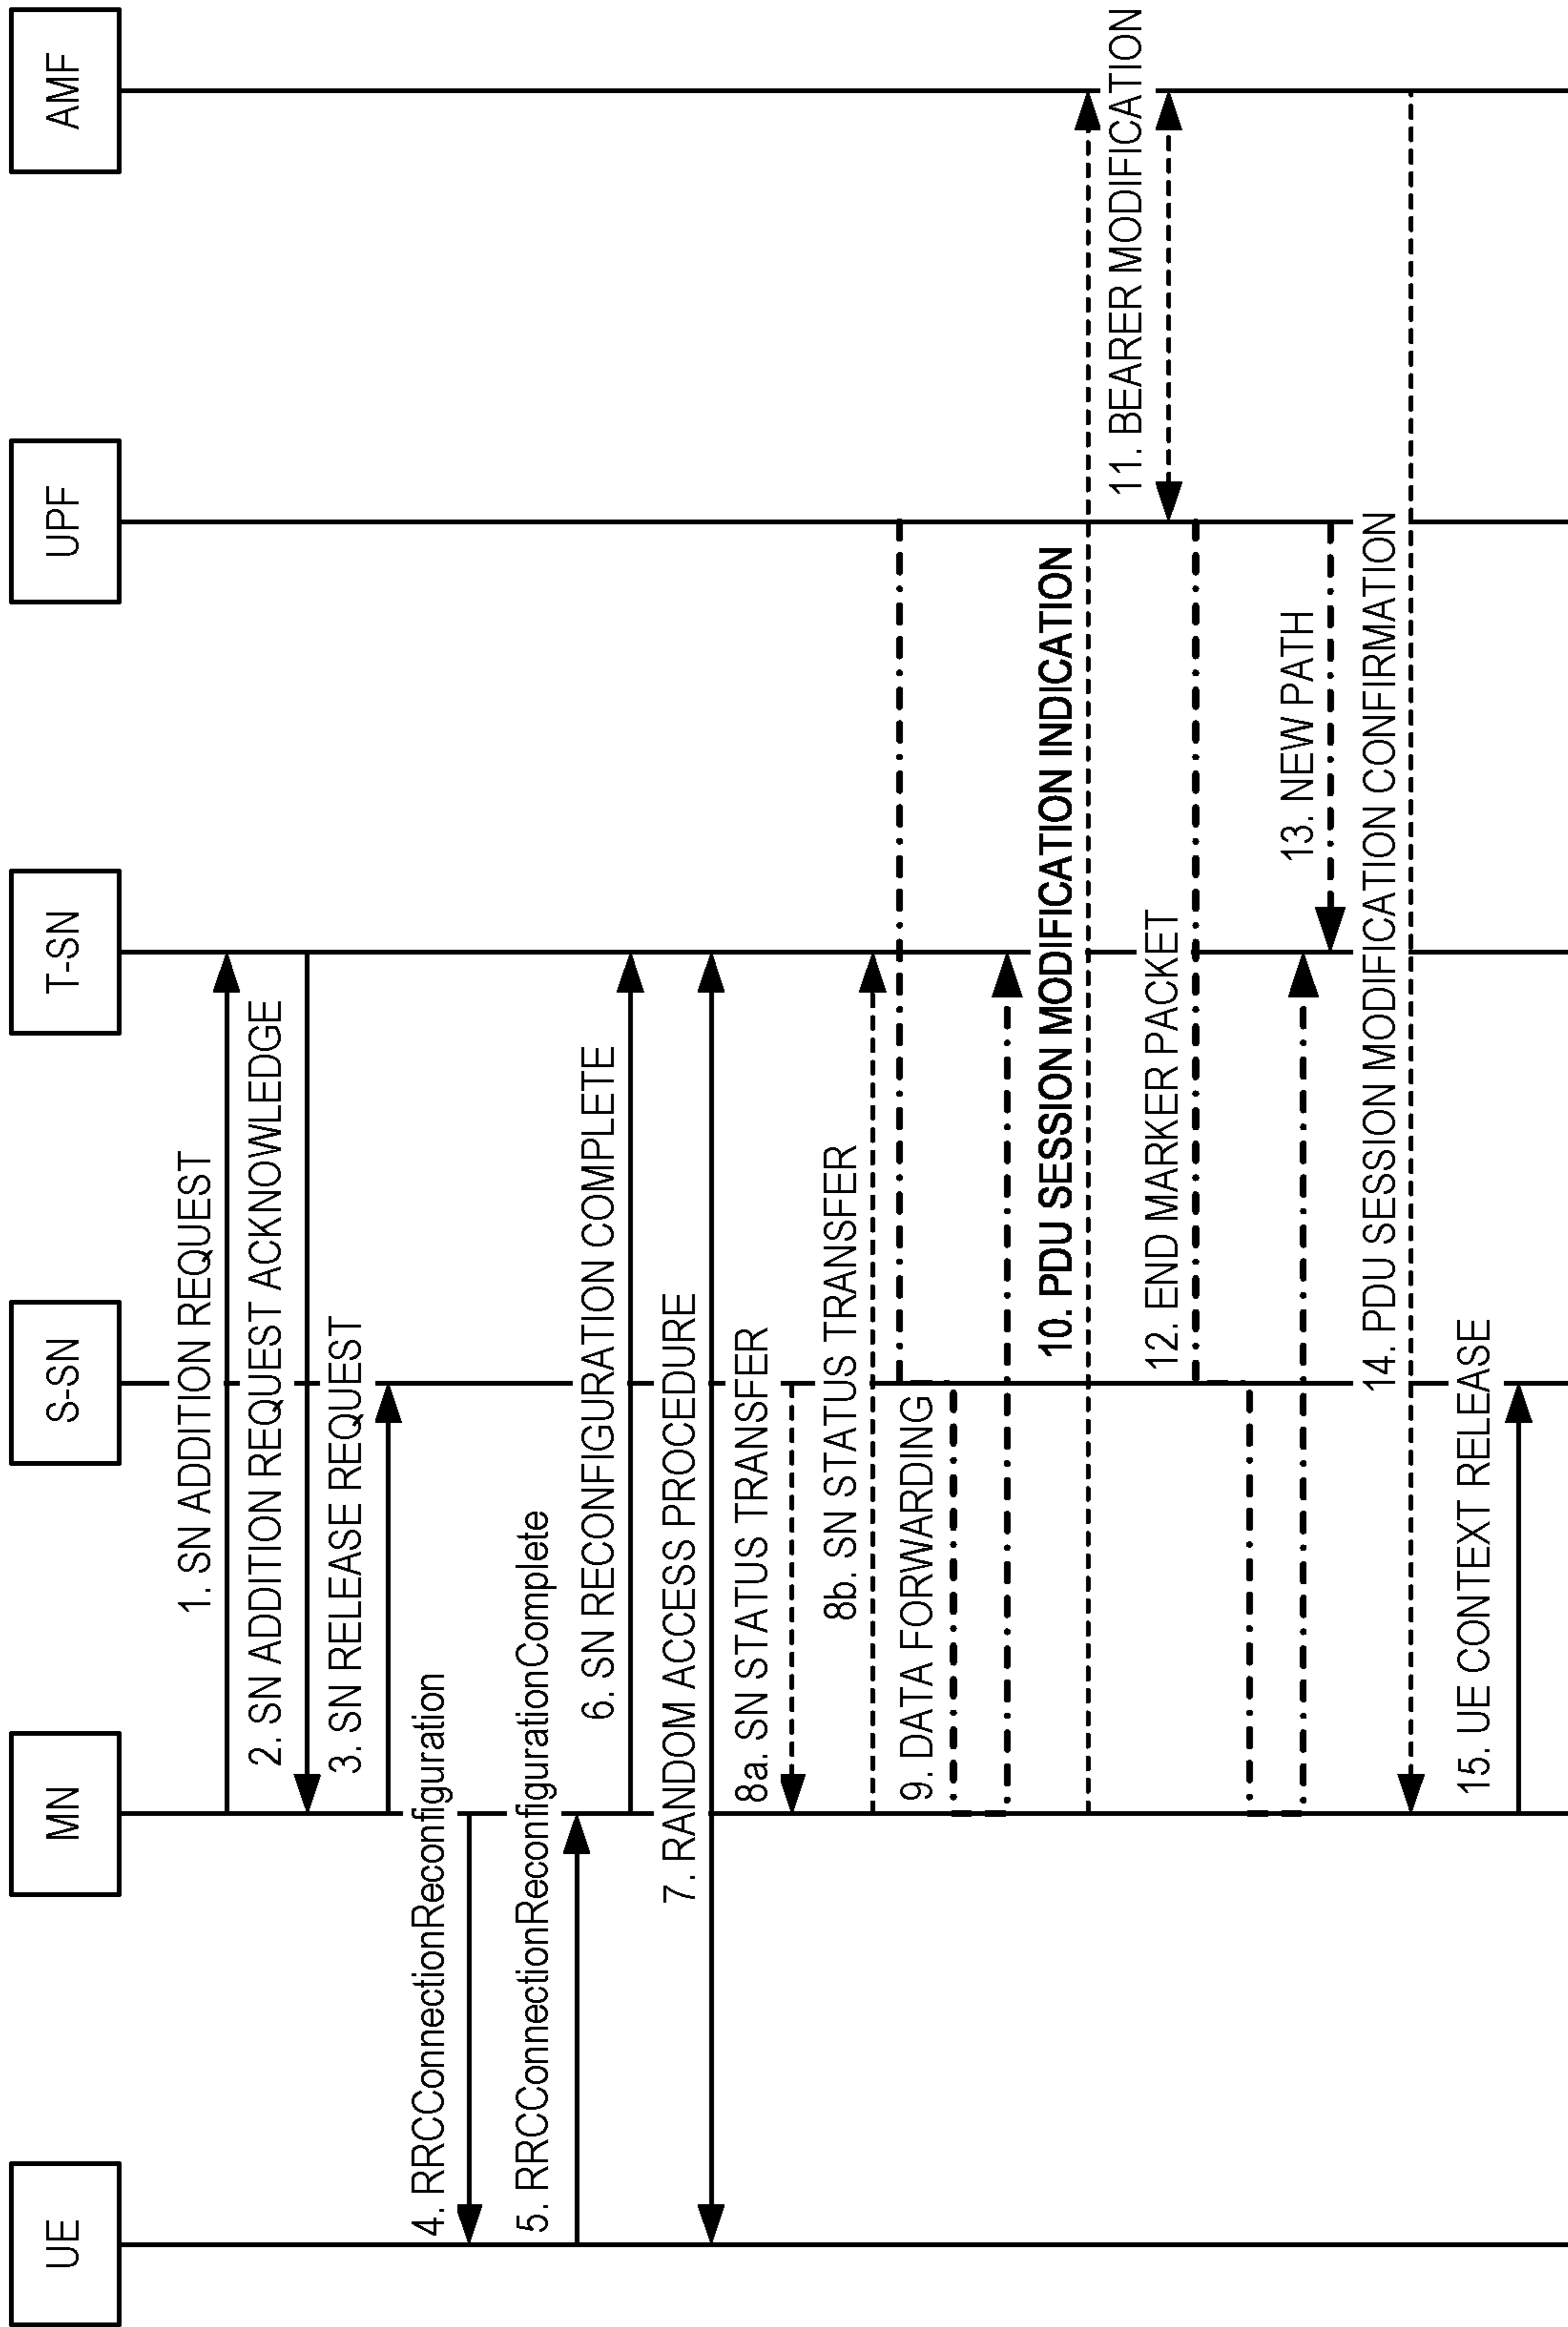 UE
MN
S-SN
T-SN
UPF
AMF
1. SN ADDITION REQUEST
2. SN ADDITION REQUEST ACKNOWLEDGE
3. SN RELEASE REQUEST
4. RRCConnectionReconfiguration
5. RRCConnectionReconfigurationComplete
6. SN RECONFIGURATION COMPLETE
7. RANDOM ACCESS PROCEDURE
8a. SN STATUS TRANSFER
8b. SN STATUS TRANSFER
9. DATA FORWARDING
10. PDU SESSION MODIFICATION INDICATION
11. BEARER MODIFICATION
12. END MARKER PACKET
13. NEW PATH
14. PDU SESSION MODIFICATION CONFIRMATION
15. UE CONTEXT RELEASE